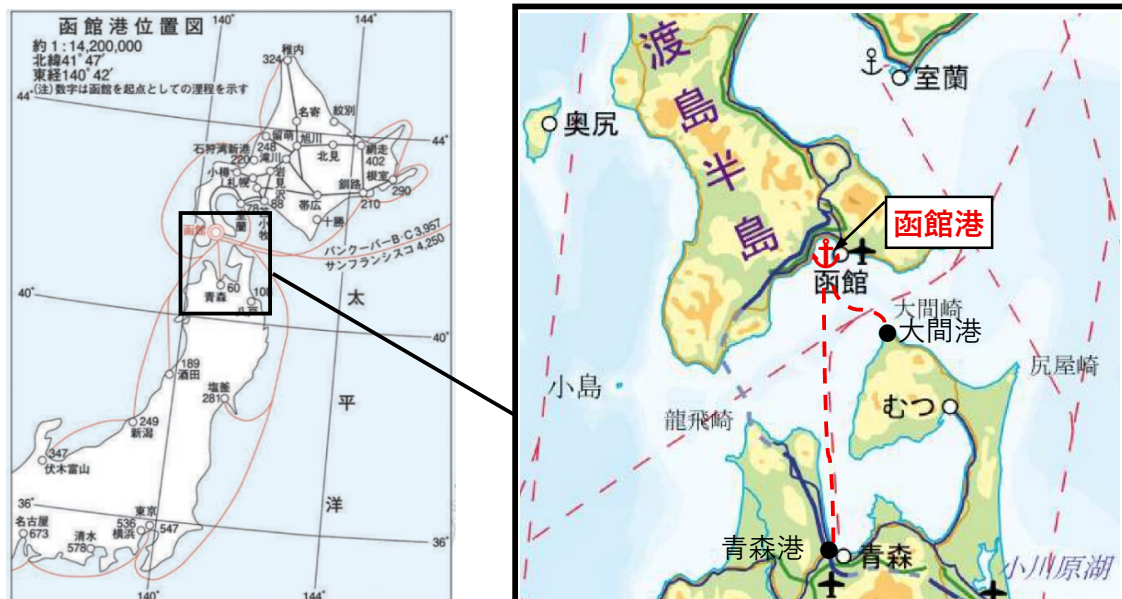 函館港位置図
約1:14,200,000
北緯41°47′
東経140°42′
(注)数字は函館を起点としての浬程を示す
140°
144°
稚内
324
44°
名寄
紋別
44°
石狩湾新港
220
留萌
248
旭川
滝川
北見
網走
402
小樽
札幌
岩見沢
釧路
根室
290
210
帯広
十勝
78
室蘭
88
苫小牧
函館
バンクーバーB・C 3,957
サンフランシスコ 4,250
60
青森
八戸
40°
40°
太
平
洋
189
酒田
塩釜
281
249
新潟
347
伏木富山
36°
36°
東京
536
横浜
547
名古屋
673
清水
578
140°
144°
渡島半島
奥尻
室蘭
函館港
函館
大間崎
大間港
尻屋崎
小島
むつ
龍飛崎
青森港
青森
小川原湖